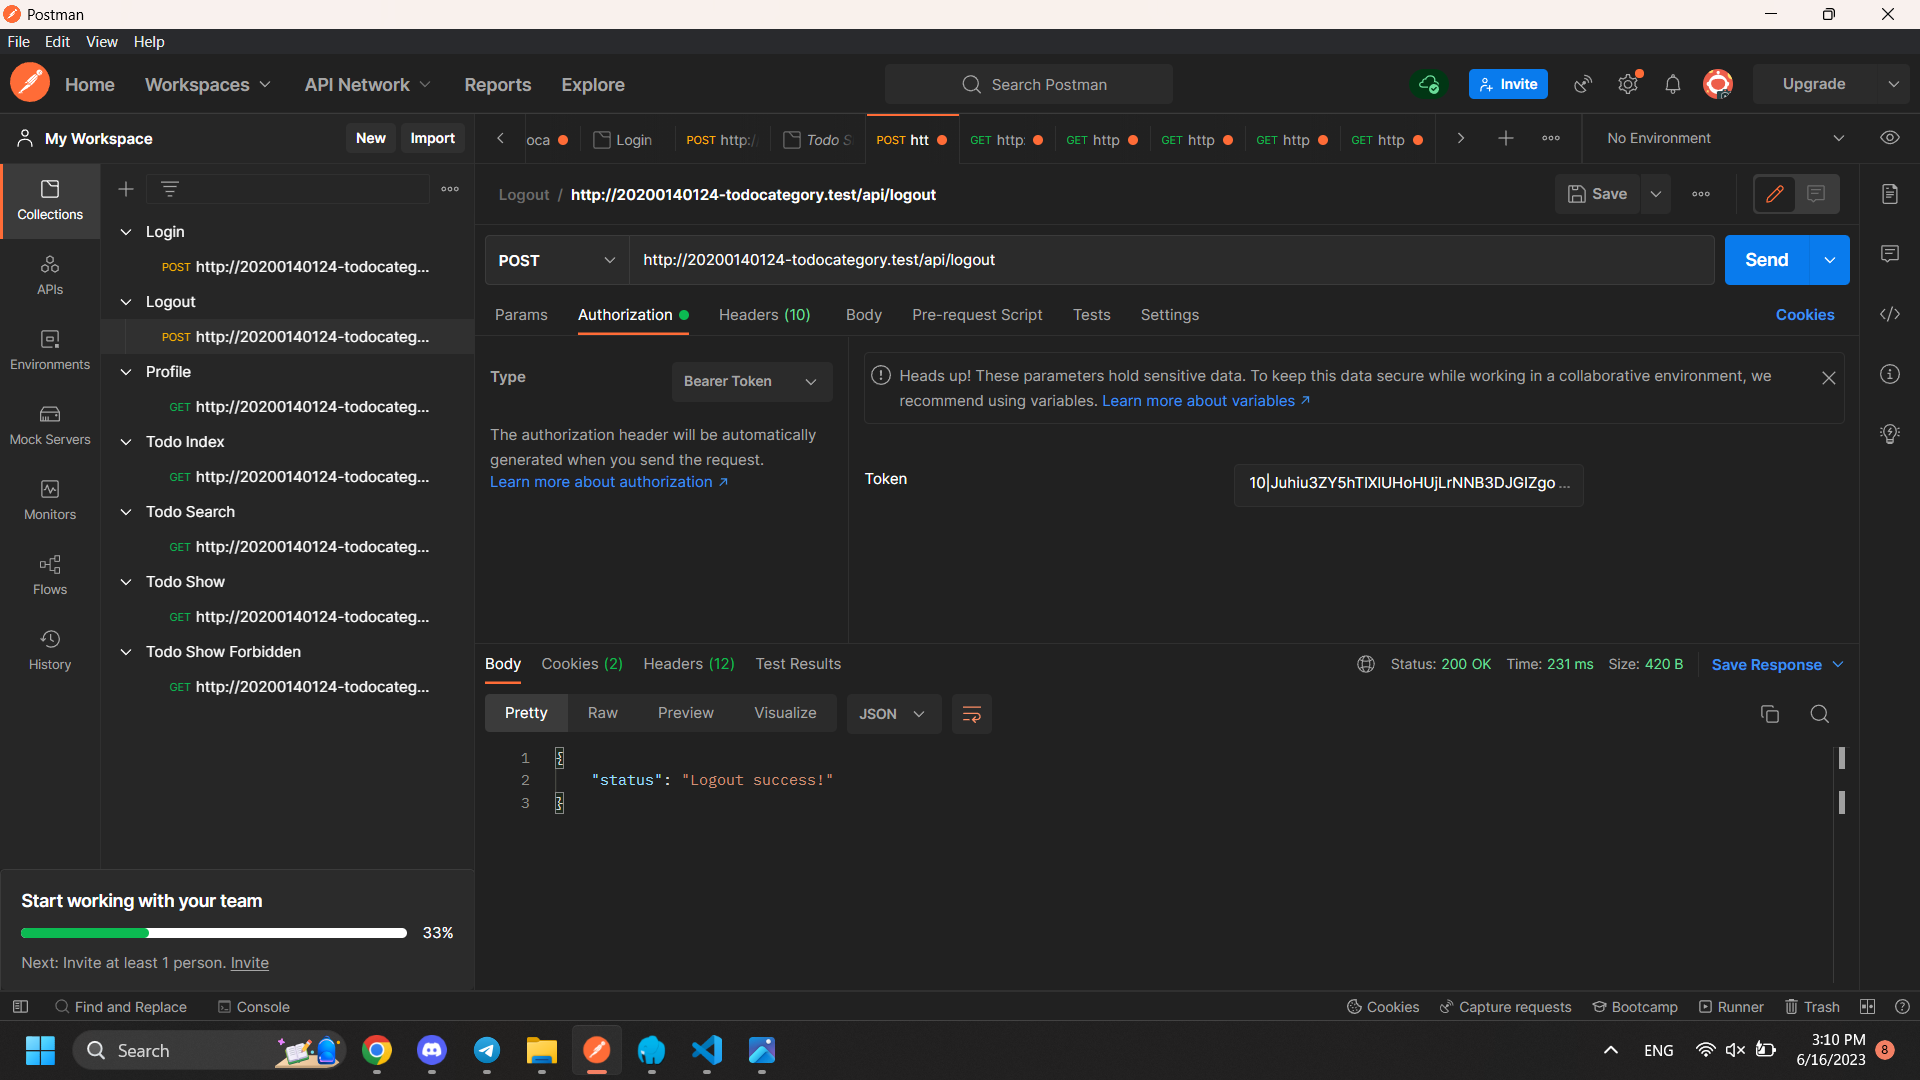 Postman
File Edit View Help
Home Workspaces API Network Reports Explore Search Postman Invite Upgrade
My Workspace New Import
oca Login POST http:/ Todo S POST htt GET http: GET http GET http GET http GET http No Environment
Collections
APIs
Environments
Mock Servers
Monitors
Flows
History
Login
POST http://20200140124-todocateg...
Logout
POST http://20200140124-todocateg...
Profile
GET http://20200140124-todocateg...
Todo Index
GET http://20200140124-todocateg...
Todo Search
GET http://20200140124-todocateg...
Todo Show
GET http://20200140124-todocateg...
Todo Show Forbidden
GET http://20200140124-todocateg...
Start working with your team
33%
Next: Invite at least 1 person. Invite
Logout / http://20200140124-todocategory.test/api/logout
Save
POST http://20200140124-todocategory.test/api/logout Send
Params Authorization Headers (10) Body Pre-request Script Tests Settings Cookies
Type Bearer Token
The authorization header will be automatically
generated when you send the request.
Learn more about authorization ↗
Heads up! These parameters hold sensitive data. To keep this data secure while working in a collaborative environment, we
recommend using variables. Learn more about variables ↗
Token 10|Juhiu3ZY5hTlXlUHoHUjLrNNB3DJGlZgo ...
Body Cookies (2) Headers (12) Test Results Status: 200 OK Time: 231 ms Size: 420 B Save Response
Pretty Raw Preview Visualize JSON
1 {
2 "status": "Logout success!"
3 }
Find and Replace Console Cookies Capture requests Bootcamp Runner Trash
Search ENG 3:10 PM
6/16/2023 8